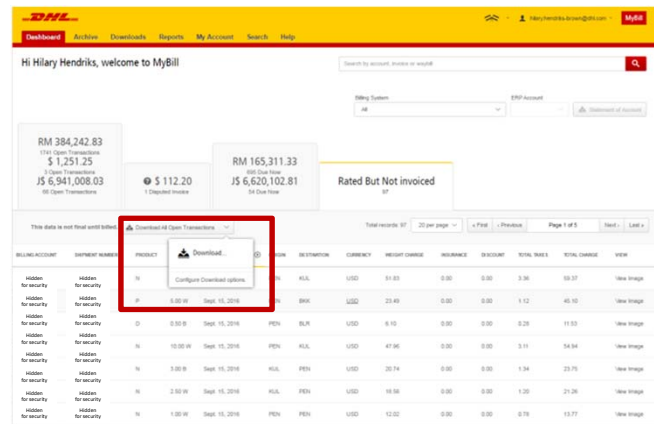 DHL
hilary.hendriks-brown@dhl.com MyBill
Dashboard Archive Downloads Reports My Account Search Help
Hi Hilary Hendriks, welcome to MyBill
Search by account, invoice or waybill
Billing System ERP Account
All Statement of Account
RM 384,242.83
1741 Open Transactions
$ 1,251.25
3 Open Transactions
J$ 6,941,008.03
55 Open Transactions
$ 112.20
1 Disputed Invoice
RM 165,311.33
695 Due Now
J$ 6,620,102.81
54 Due Now
Rated But Not invoiced
97
This data is not final until billed. Download All Open Transactions Total records: 97 20 per page « First ‹ Previous Page 1 of 5 Next › Last »
Download...
Configure Download options
BILLING ACCOUNT SHIPMENT NUMBER PRODUCT ORIGIN DESTINATION CURRENCY WEIGHT CHARGE INSURANCE DISCOUNT TOTAL TAXES TOTAL CHARGE VIEW
Hidden for security Hidden for security N KUL USD 51.83 0.00 0.00 3.36 59.37 View Image
Hidden for security Hidden for security P 5.00 W Sept. 15, 2016 BKK USD 23.49 0.00 0.00 1.12 45.10 View Image
Hidden for security Hidden for security D 0.50 B Sept. 15, 2016 PEN BLR USD 6.10 0.00 0.00 0.28 11.53 View Image
Hidden for security Hidden for security N 10.00 W Sept. 15, 2016 PEN KUL USD 47.96 0.00 0.00 3.11 54.94 View Image
Hidden for security Hidden for security N 3.00 B Sept. 15, 2016 KUL PEN USD 20.74 0.00 0.00 1.34 23.75 View Image
Hidden for security Hidden for security N 2.50 W Sept. 15, 2016 KUL PEN USD 18.56 0.00 0.00 1.20 21.26 View Image
Hidden for security Hidden for security N 1.00 W Sept. 15, 2016 PEN PEN USD 12.02 0.00 0.00 0.78 13.77 View Image